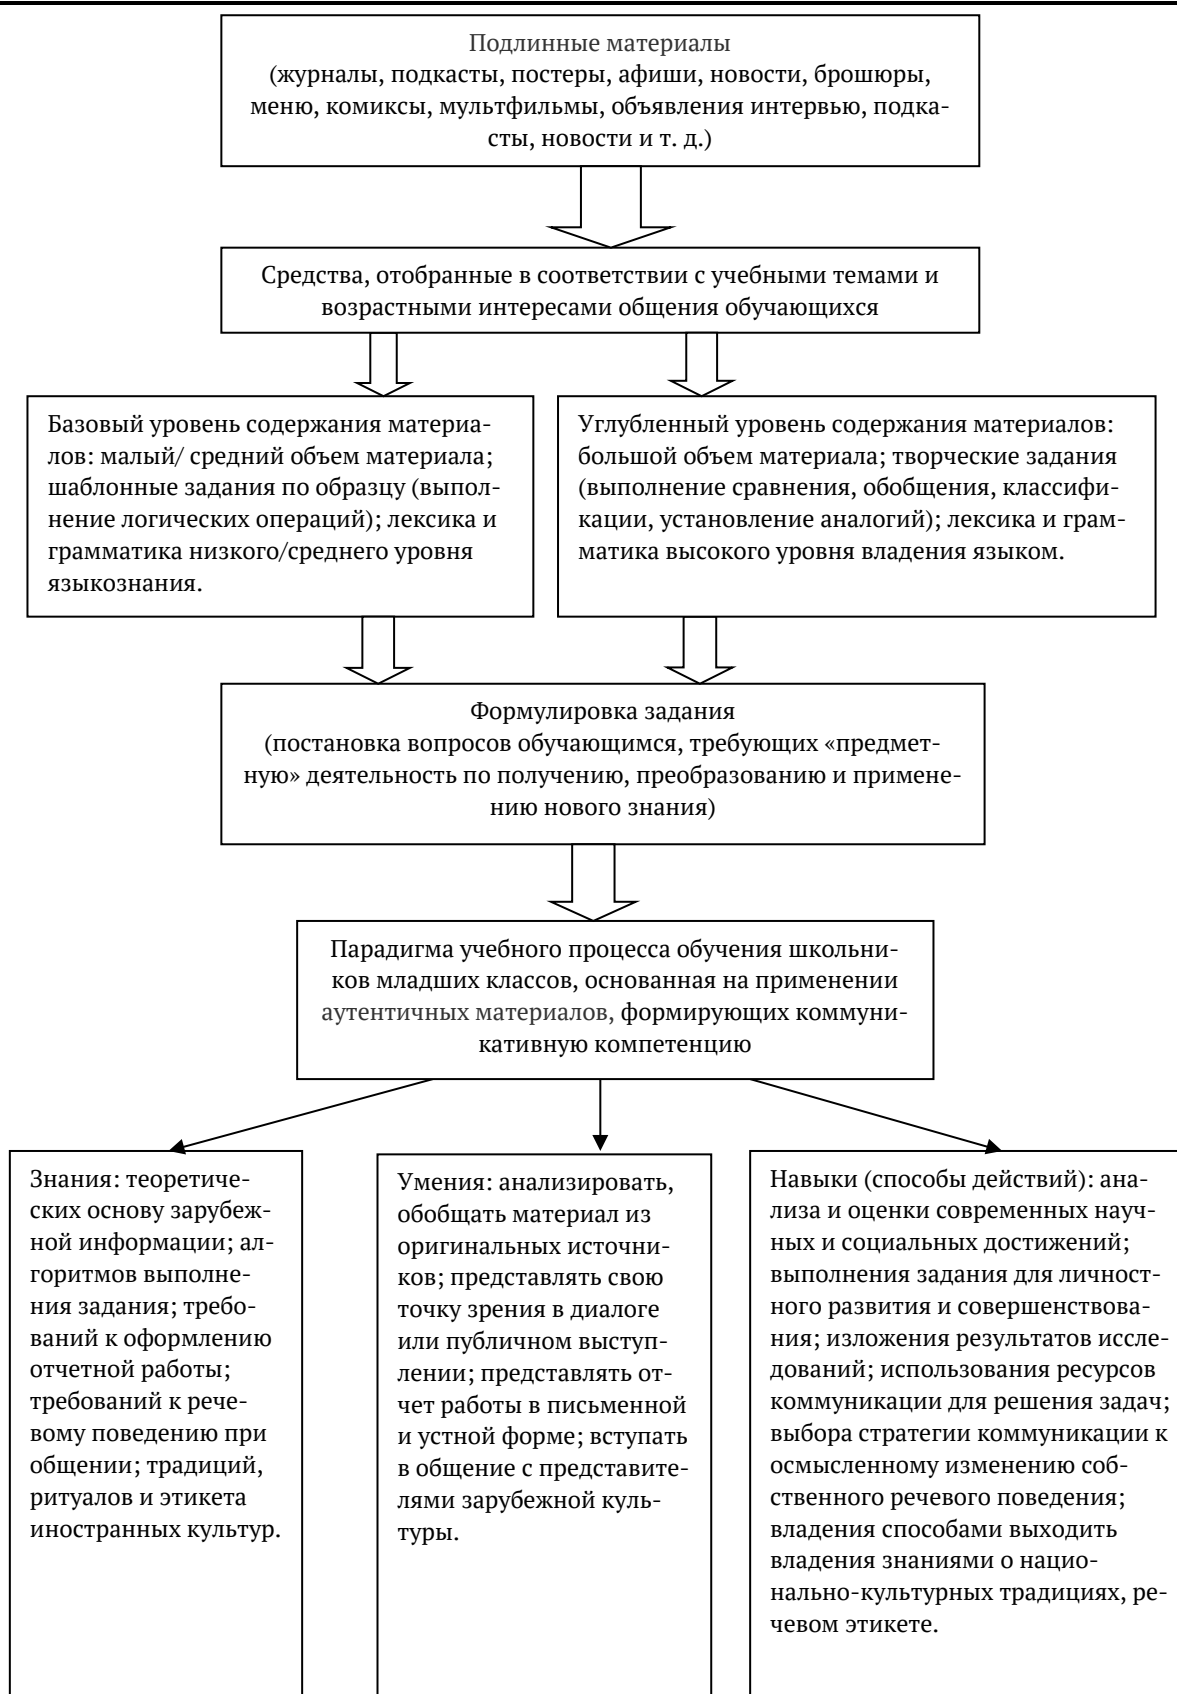 Подлинные материалы
(журналы, подкасты, постеры, афиши, новости, брошюры,
меню, комиксы, мультфильмы, объявления интервью, подка-
сты, новости и т. д.)
Средства, отобранные в соответствии с учебными темами и
возрастными интересами общения обучающихся
Базовый уровень содержания материа-
лов: малый/ средний объем материала;
шаблонные задания по образцу (выпол-
нение логических операций); лексика и
грамматика низкого/среднего уровня
языкознания.
Углубленный уровень содержания материалов:
большой объем материала; творческие задания
(выполнение сравнения, обобщения, классифи-
кации, установление аналогий); лексика и грам-
матика высокого уровня владения языком.
Формулировка задания
(постановка вопросов обучающимся, требующих «предмет-
ную» деятельность по получению, преобразованию и примене-
нию нового знания)
Парадигма учебного процесса обучения школьни-
ков младших классов, основанная на применении
аутентичных материалов, формирующих коммуни-
кативную компетенцию
Знания: теоретиче-
ских основу зарубеж-
ной информации; ал-
горитмов выполне-
ния задания; требо-
ваний к оформлению
отчетной работы;
требований к рече-
вому поведению при
общении; традиций,
ритуалов и этикета
иностранных культур.
Умения: анализировать,
обобщать материал из
оригинальных источни-
ков; представлять свою
точку зрения в диалоге
или публичном выступ-
лении; представлять от-
чет работы в письменной
и устной форме; вступать
в общение с представите-
лями зарубежной куль-
туры.
Навыки (способы действий): ана-
лиза и оценки современных науч-
ных и социальных достижений;
выполнения задания для личност-
ного развития и совершенствова-
ния; изложения результатов иссле-
дований; использования ресурсов
коммуникации для решения задач;
выбора стратегии коммуникации к
осмысленному изменению соб-
ственного речевого поведения;
владения способами выходить
владения знаниями о нацио-
нально-культурных традициях, ре-
чевом этикете.